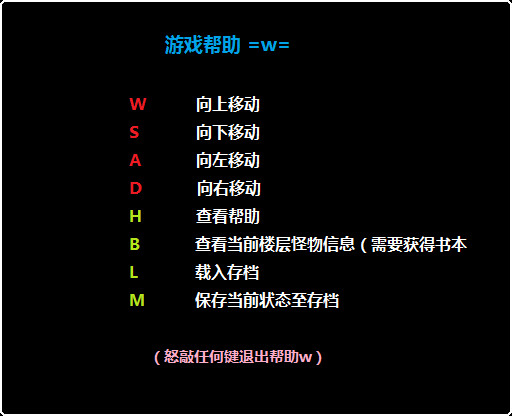 游戏帮助 =w=
W 向上移动
S 向下移动
A 向左移动
D 向右移动
H 查看帮助
B 查看当前楼层怪物信息（需要获得书本
L 载入存档
M 保存当前状态至存档
（怒敲任何键退出帮助w）